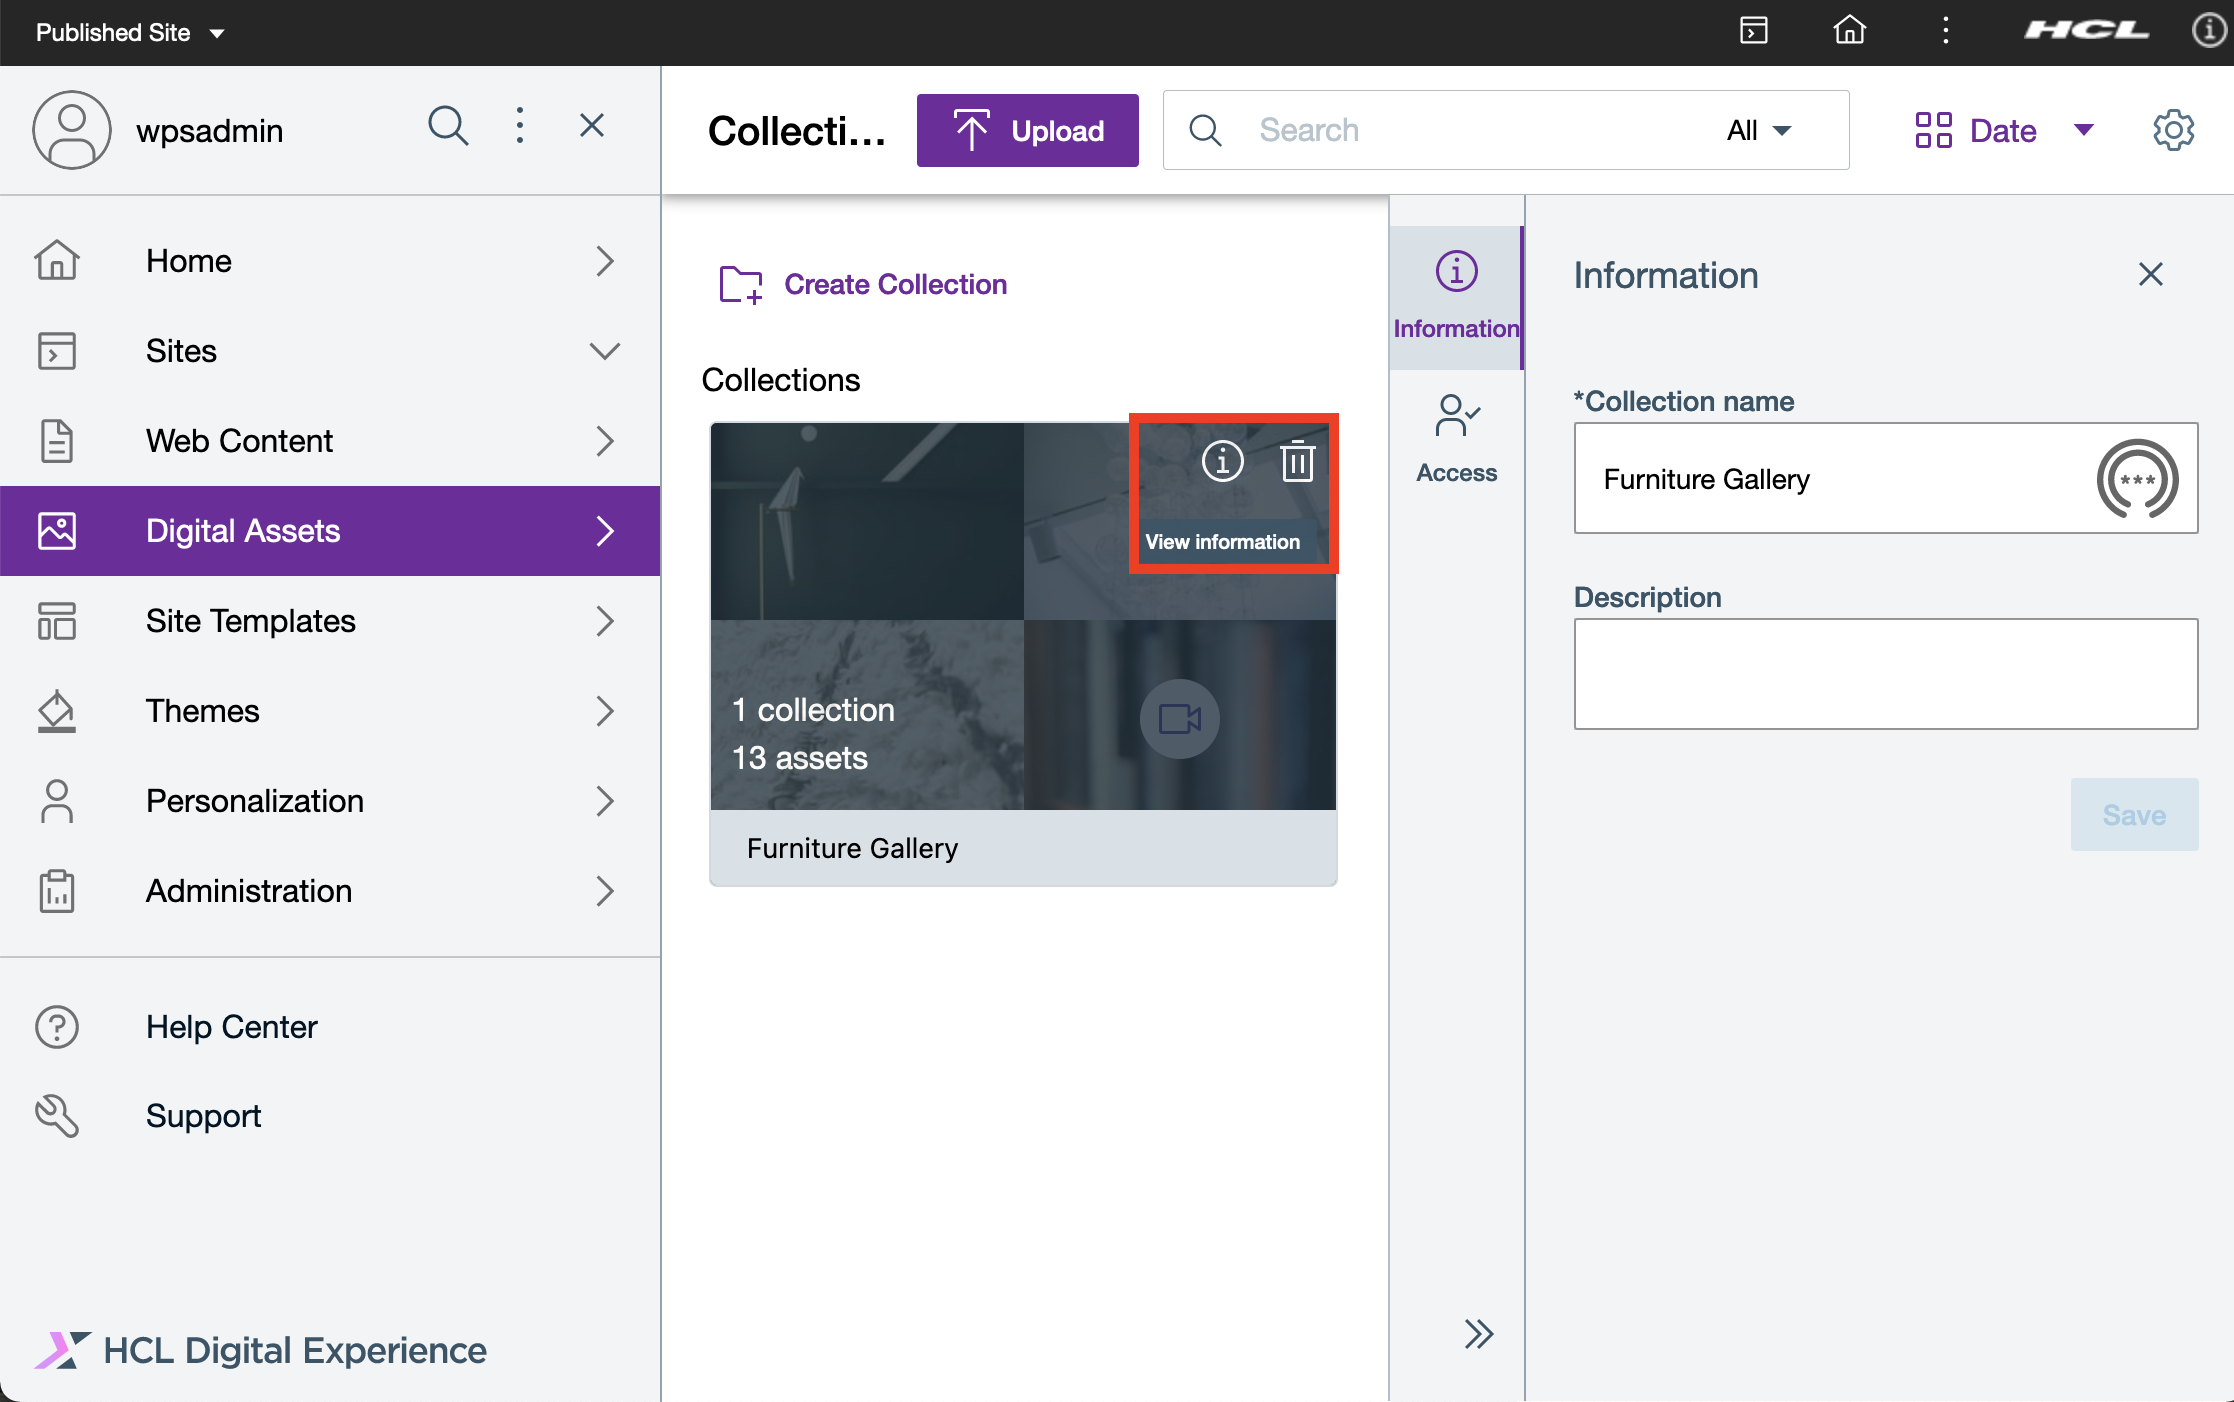 Published Site
HCL
wpsadmin
Collecti...
Upload
Search
All
Date
Home
Sites
Web Content
Digital Assets
Site Templates
Themes
Personalization
Administration
Help Center
Support
HCL Digital Experience
Create Collection
Collections
View information
1 collection
13 assets
Furniture Gallery
Information
Access
Information
*Collection name
Furniture Gallery
Description
Save